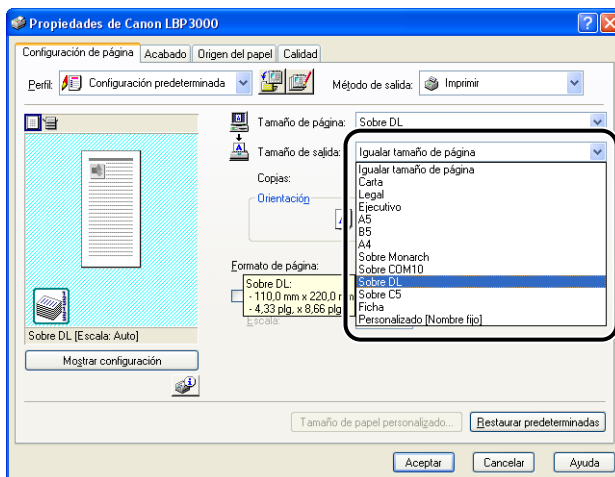 Propiedades de Canon LBP3000
Configuración de página
Acabado
Origen del papel
Calidad
Perfil:
Configuración predeterminada
Método de salida:
Imprimir
Tamaño de página:
Sobre DL
Tamaño de salida:
Igualar tamaño de página
Igualar tamaño de página
Carta
Legal
Ejecutivo
A5
B5
A4
Sobre Monarch
Sobre COM10
Sobre DL
Sobre C5
Ficha
Personalizado [Nombre fijo]
Copias:
Orientación
Formato de página:
Sobre DL:
- 110,0 mm x 220,0
- 4,33 plg, x 8,66 plg
Escala:
Sobre DL [Escala: Auto]
Mostrar configuración
Tamaño de papel personalizado...
Restaurar predeterminadas
Aceptar
Cancelar
Ayuda